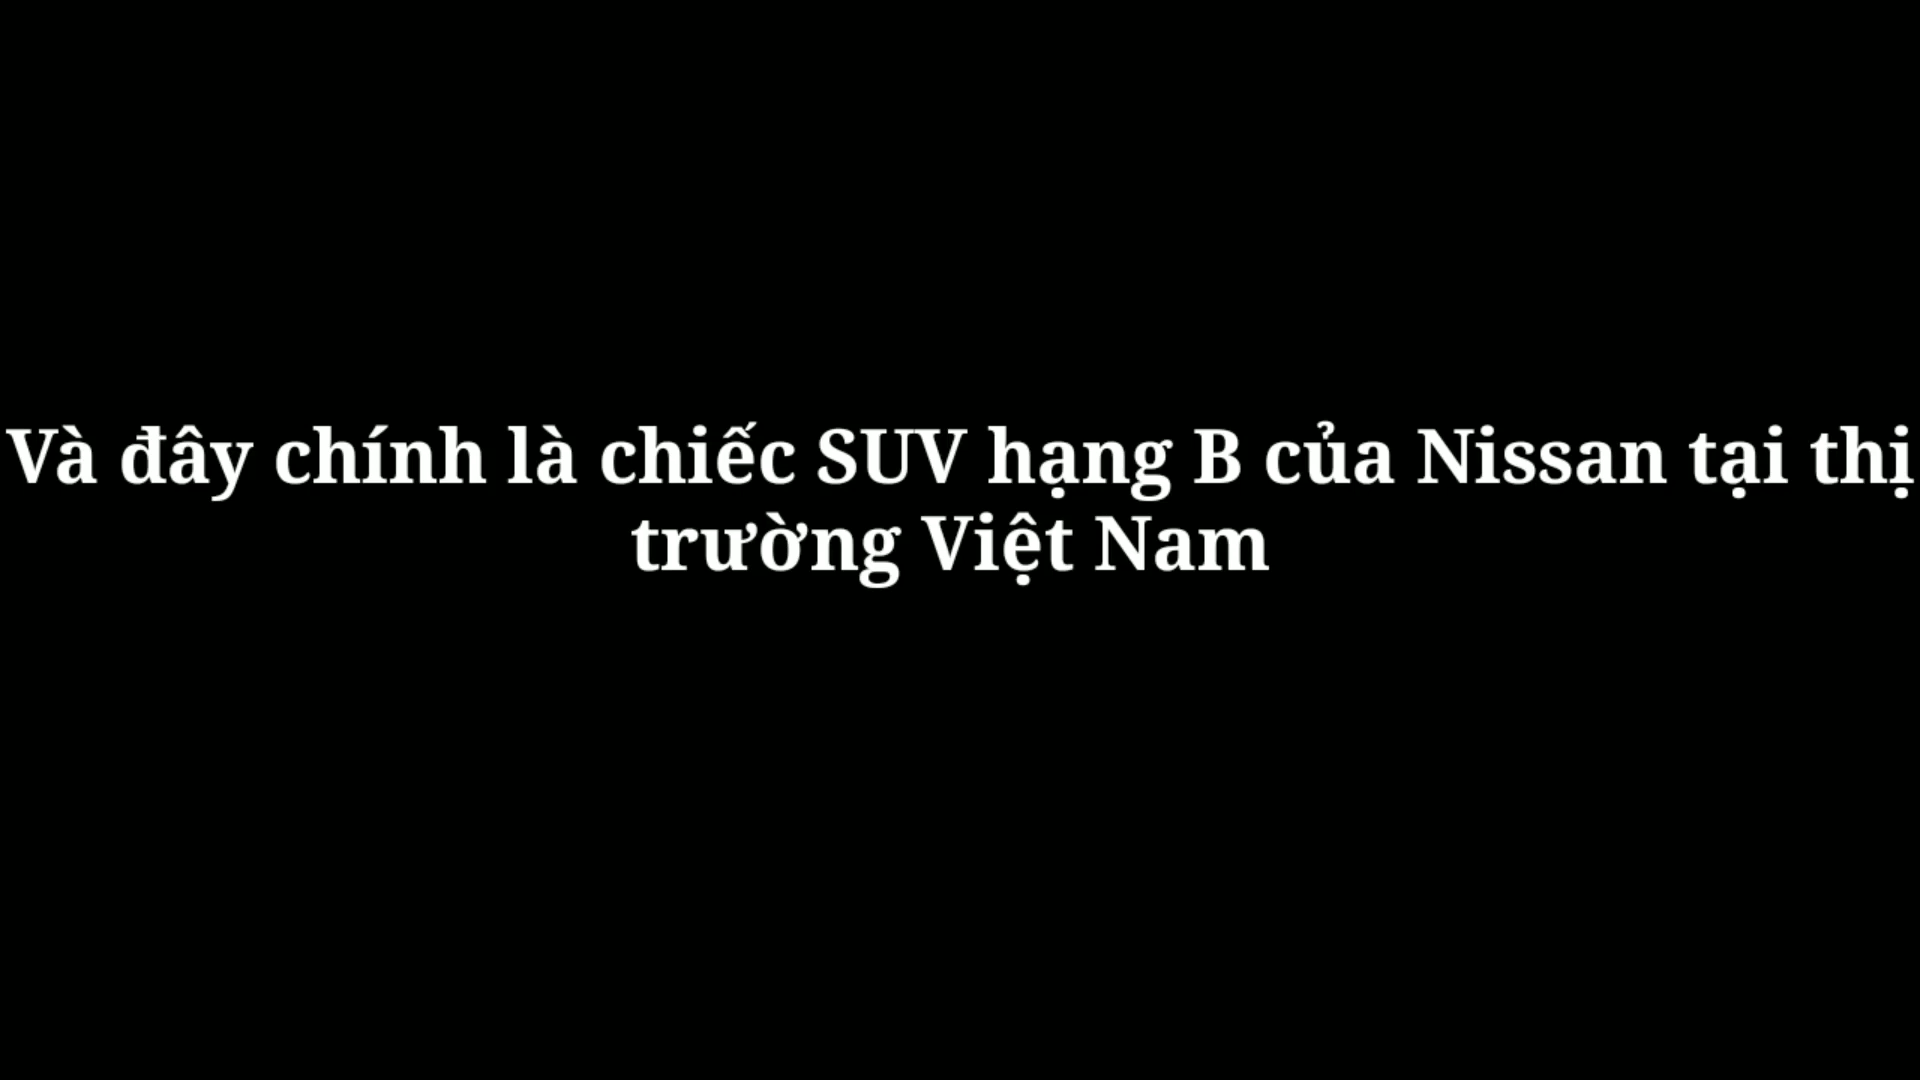 Và đây chính là chiếc SUV hạng B của Nissan tại thị
trường Việt Nam